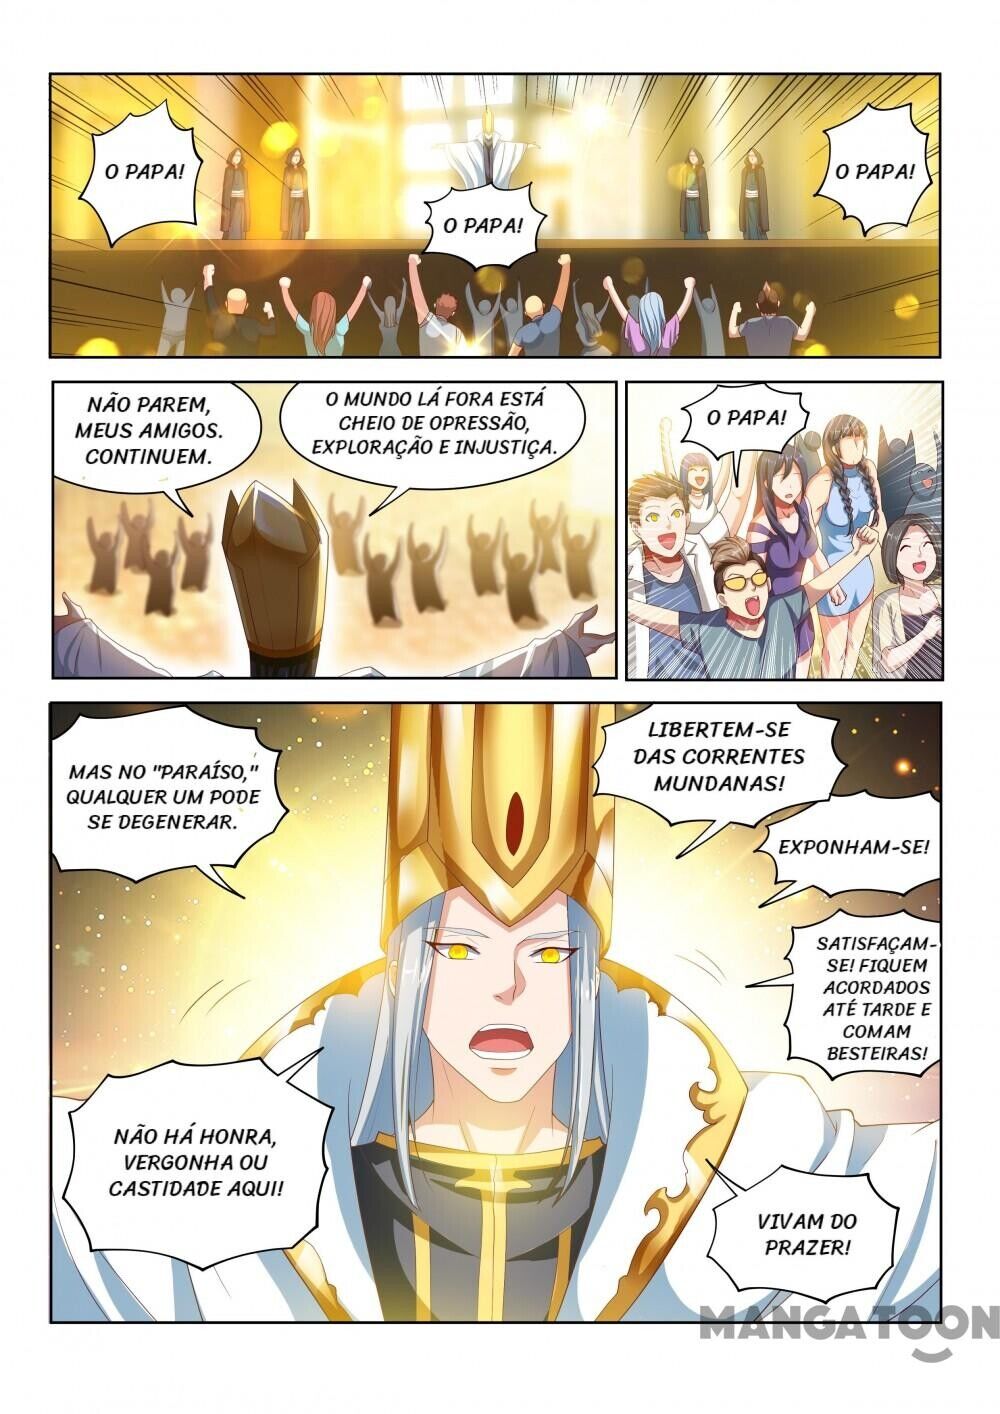 O PAPA!
O PAPA!
O PAPA!
NÃO PAREM,
MEUS AMIGOS.
CONTINUEM.
O MUNDO LÁ FORA ESTÁ
CHEIO DE OPRESSÃO,
EXPLORAÇÃO E INJUSTIÇA.
O PAPA!
MAS NO "PARAÍSO,"
QUALQUER UM PODE
SE DEGENERAR.
LIBERTEM-SE
DAS CORRENTES
MUNDANAS!
EXPONHAM-SE!
SATISFAÇAM-
SE! FIQUEM
ACORDADOS
ATÉ TARDE E
COMAM
BESTEIRAS!
NÃO HÁ HONRA,
VERGONHA OU
CASTIDADE AQUI!
VIVAM DO
PRAZER!
MANGATOON